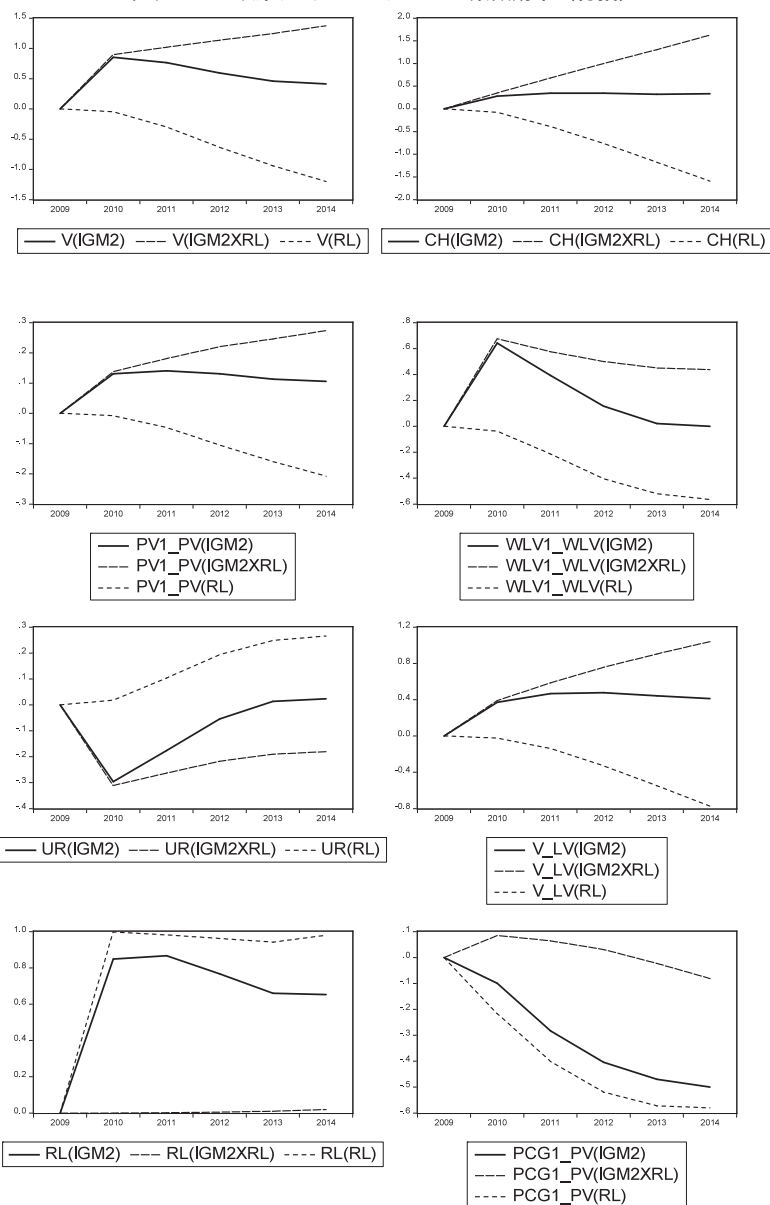 1.5
1.0
0.5
0.0
-0.5
-1.0
-1.5
2009 2010 2011 2012 2013 2014
V(IGM2) V(IGM2XRL) V(RL)
2.0
1.5
1.0
0.5
0.0
-0.5
-1.0
-1.5
-2.0
2009 2010 2011 2012 2013 2014
CH(IGM2) CH(IGM2XRL) CH(RL)
.3
.2
.1
.0
-.1
-.2
-.3
2009 2010 2011 2012 2013 2014
PV1_PV(IGM2)
PV1_PV(IGM2XRL)
PV1_PV(RL)
.8
.6
.4
.2
.0
-.2
-.4
-.6
2009 2010 2011 2012 2013 2014
WLV1_WLV(IGM2)
WLV1_WLV(IGM2XRL)
WLV1_WLV(RL)
.3
.2
.1
.0
-.1
-.2
-.3
-.4
2009 2010 2011 2012 2013 2014
UR(IGM2) UR(IGM2XRL) UR(RL)
1.2
0.8
0.4
0.0
-0.4
-0.8
2009 2010 2011 2012 2013 2014
V_LV(IGM2)
V_LV(IGM2XRL)
V_LV(RL)
1.0
0.8
0.6
0.4
0.2
0.0
2009 2010 2011 2012 2013 2014
RL(IGM2) RL(IGM2XRL) RL(RL)
.1
.0
-.1
-.2
-.3
-.4
-.5
-.6
2009 2010 2011 2012 2013 2014
PCG1_PV(IGM2)
PCG1_PV(IGM2XRL)
PCG1_PV(RL)